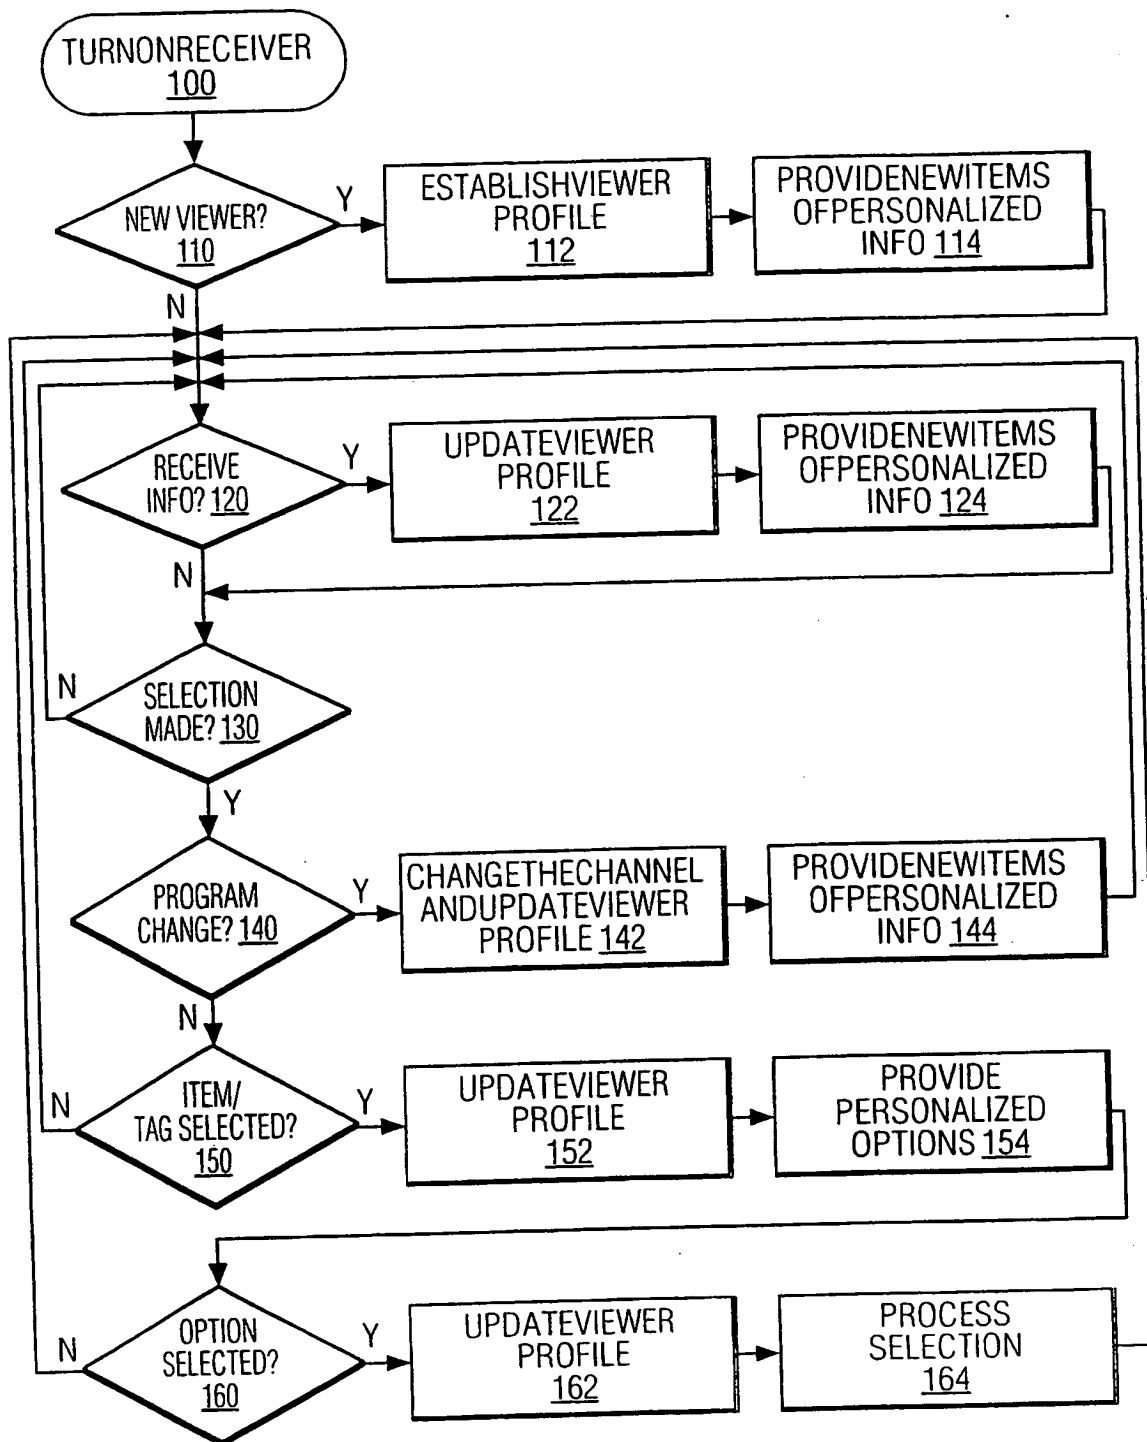 TURNONRECEIVER
100
NEW VIEWER?
110
Y
N
ESTABLISHVIEWER
PROFILE
112
PROVIDENEWITEMS
OFPERSONALIZED
INFO 114
RECEIVE
INFO? 120
Y
N
UPDATEVIEWER
PROFILE
122
PROVIDENEWITEMS
OFPERSONALIZED
INFO 124
SELECTION
MADE? 130
N
Y
PROGRAM
CHANGE? 140
Y
N
CHANGETHECHANNEL
ANDUPDATEVIEWER
PROFILE 142
PROVIDENEWITEMS
OFPERSONALIZED
INFO 144
ITEM/
TAG SELECTED?
150
N
Y
UPDATEVIEWER
PROFILE
152
PROVIDE
PERSONALIZED
OPTIONS 154
OPTION
SELECTED?
160
N
Y
UPDATEVIEWER
PROFILE
162
PROCESS
SELECTION
164